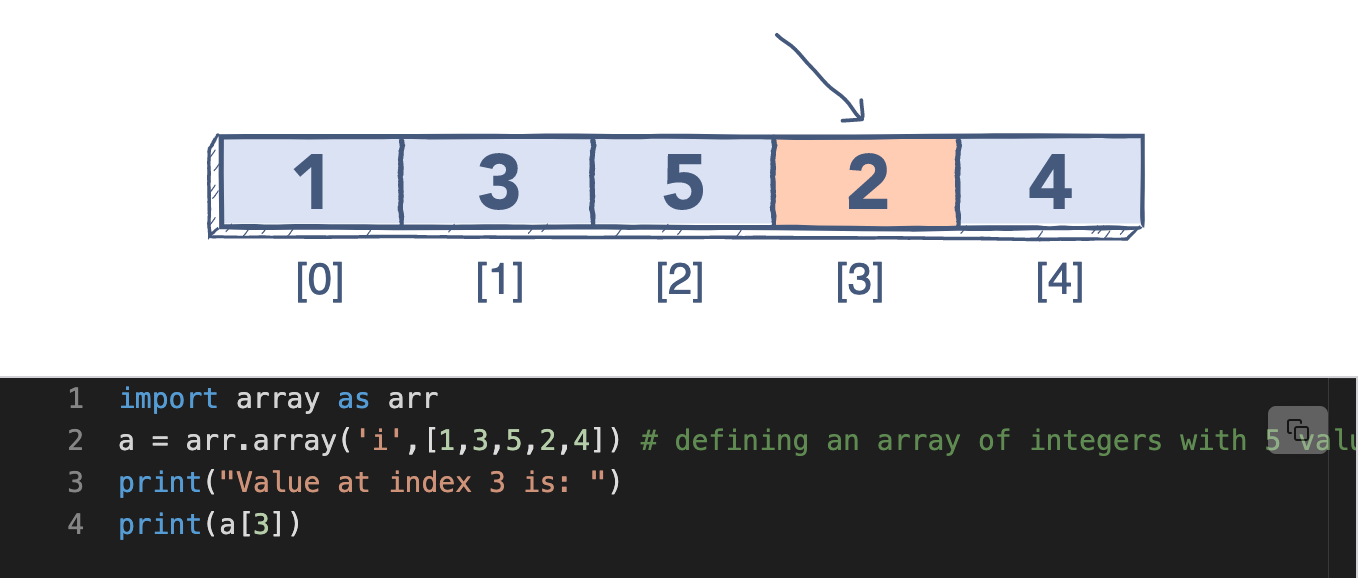 1 3 5 2 4
[0] [1] [2] [3] [4]
1 import array as arr
2 a = arr.array('i',[1,3,5,2,4]) # defining an array of integers with 5 valu
3 print("Value at index 3 is: ")
4 print(a[3])